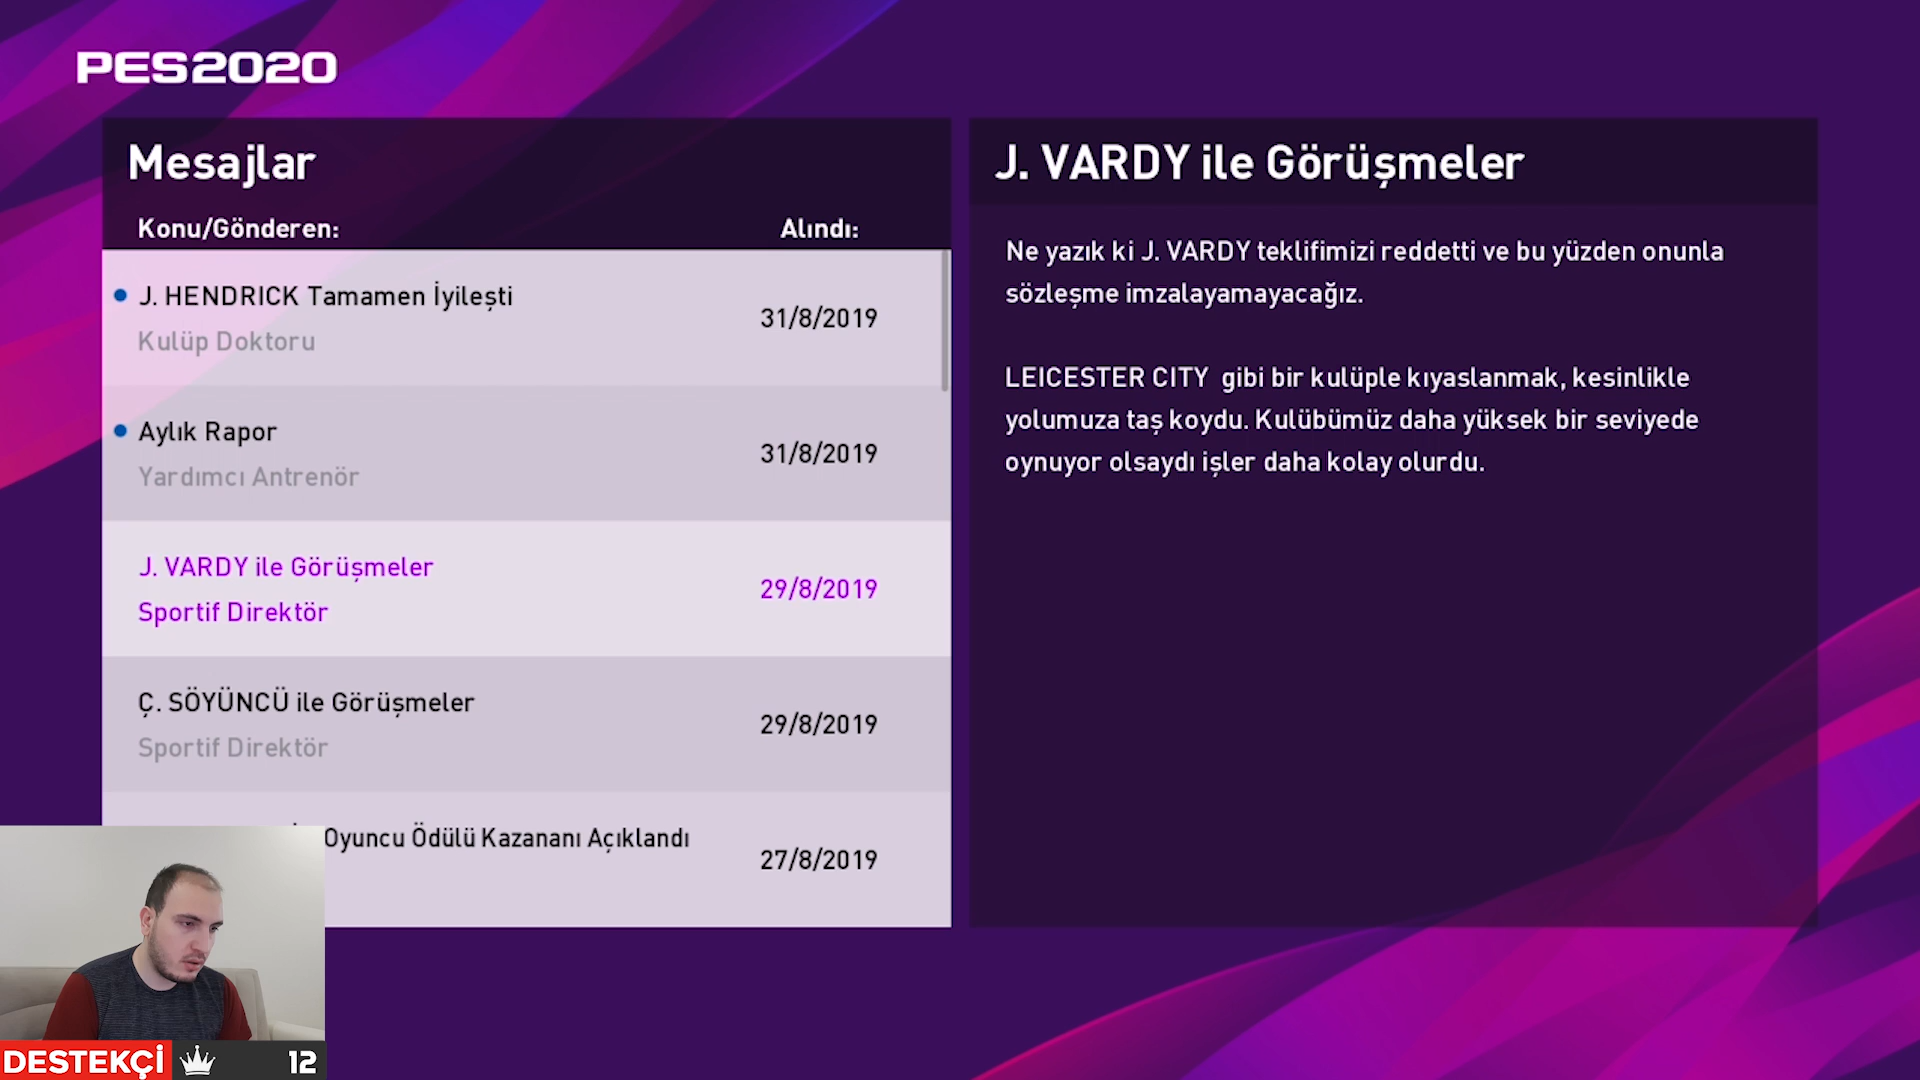 PES2020
Mesajlar
Konu/Gönderen:
Alındı:
J. HENDRICK Tamamen İyileşti
Kulüp Doktoru
31/8/2019
Aylık Rapor
Yardımcı Antrenör
31/8/2019
J. VARDY ile Görüşmeler
Sportif Direktör
29/8/2019
Ç. SÖYÜNCÜ ile Görüşmeler
Sportif Direktör
29/8/2019
Oyuncu Ödülü Kazananı Açıklandı
27/8/2019
J. VARDY ile Görüşmeler
Ne yazık ki J. VARDY teklifimizi reddetti ve bu yüzden onunla
sözleşme imzalayamayacağız.
LEICESTER CITY gibi bir kulüple kıyaslanmak, kesinlikle
yolumuza taş koydu. Kulübümüz daha yüksek bir seviyede
oynuyor olsaydı işler daha kolay olurdu.
DESTEKÇİ
12